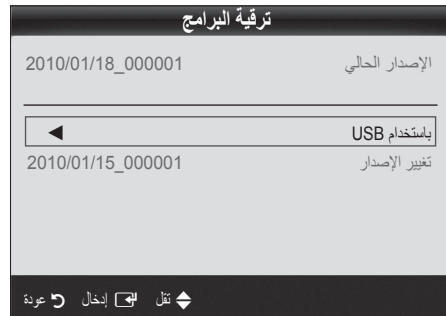 ترقية البرامج
الإصدار الحالي 2010/01/18_000001
باستخدام USB
تغيير الإصدار 2010/01/15_000001
نقل إدخال عودة